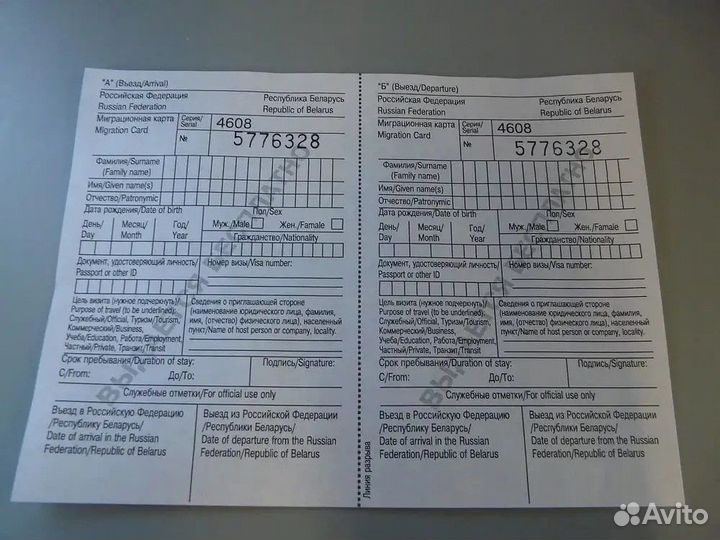 "А" (Въезд/Arrival)
Российская Федерация
Russian Federation
Республика Беларусь
Republic of Belarus
Миграционная карта
Migration Card
Серия/
Serial
4608
№
5776328
Фамилия/Surname
(Family name)
Имя/Given name(s)
Отчество/Patronymic
Дата рождения/Date of birth
Пол/Sex
День/
Day
Месяц/
Month
Год/
Year
Муж./Male
Жен./Famale
Гражданство/Nationality
Документ, удостоверяющий личность/
Passport or other ID
Номер визы/Visa number:
Цель визита (нужное подчеркнуть)/
Purpose of travel (to be underlined):
Служебный/Official, Туризм/Tourism,
Коммерческий/Business,
Учеба/Education, Работа/Employment,
Частный/Private, Транзит/Transit
Сведения о приглашающей стороне
(наименование юридического лица, фамилия,
имя, (отчество) физического лица), населенный
пункт/Name of host person or company, locality.
Срок пребывания/Duration of stay:
С/From:
До/To:
Подпись/Signature:
Служебные отметки/For official use only
Въезд в Российскую Федерацию
/Республику Беларусь/
Date of arrival in the Russian
Federation/Republic of Belarus
Выезд из Российской Федерации
/Республики Беларусь/
Date of departure from the Russian
Federation/Republic of Belarus
Линия разрыва
"Б" (Выезд/Departure)
Российская Федерация
Russian Federation
Республика Беларусь
Republic of Belarus
Миграционная карта
Migration Card
Серия/
Serial
4608
№
5776328
Фамилия/Surname
(Family name)
Имя/Given name(s)
Отчество/Patronymic
Дата рождения/Date of birth
Пол/Sex
День/
Day
Месяц/
Month
Год/
Year
Муж./Male
Жен./Famale
Гражданство/Nationality
Документ, удостоверяющий личность/
Passport or other ID
Номер визы/Visa number:
Цель визита (нужное подчеркнуть)/
Purpose of travel (to be underlined):
Служебный/Official, Туризм/Tourism,
Коммерческий/Business,
Учеба/Education, Работа/Employment,
Частный/Private, Транзит/Transit
Сведения о приглашающей стороне
(наименование юридического лица, фамилия,
имя, (отчество) физического лица), населенный
пункт/Name of host person or company, locality.
Срок пребывания/Duration of stay:
С/From:
До/To:
Подпись/Signature:
Служебные отметки/For official use only
Въезд в Российскую Федерацию
/Республику Беларусь/
Date of arrival in the Russian
Federation/Republic of Belarus
Выезд из Российской Федерации
/Республики Беларусь/
Date of departure from the Russian
Federation/Republic of Belarus
Avito